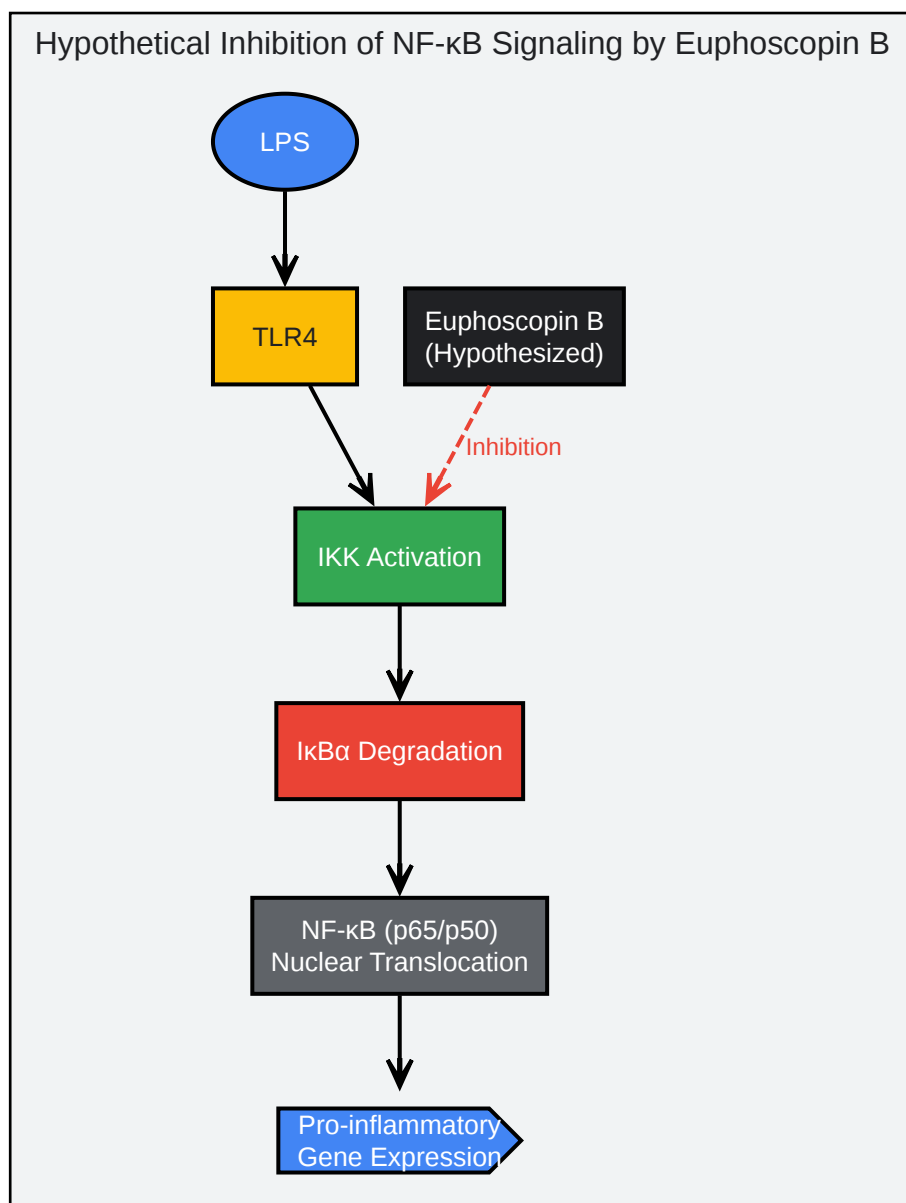 Hypothetical Inhibition of NF-κB Signaling by Euphoscopin B
LPS
TLR4
Euphoscopin B
(Hypothesized)
Inhibition
IKK Activation
IκBα Degradation
NF-κB (p65/p50)
Nuclear Translocation
Pro-inflammatory
Gene Expression